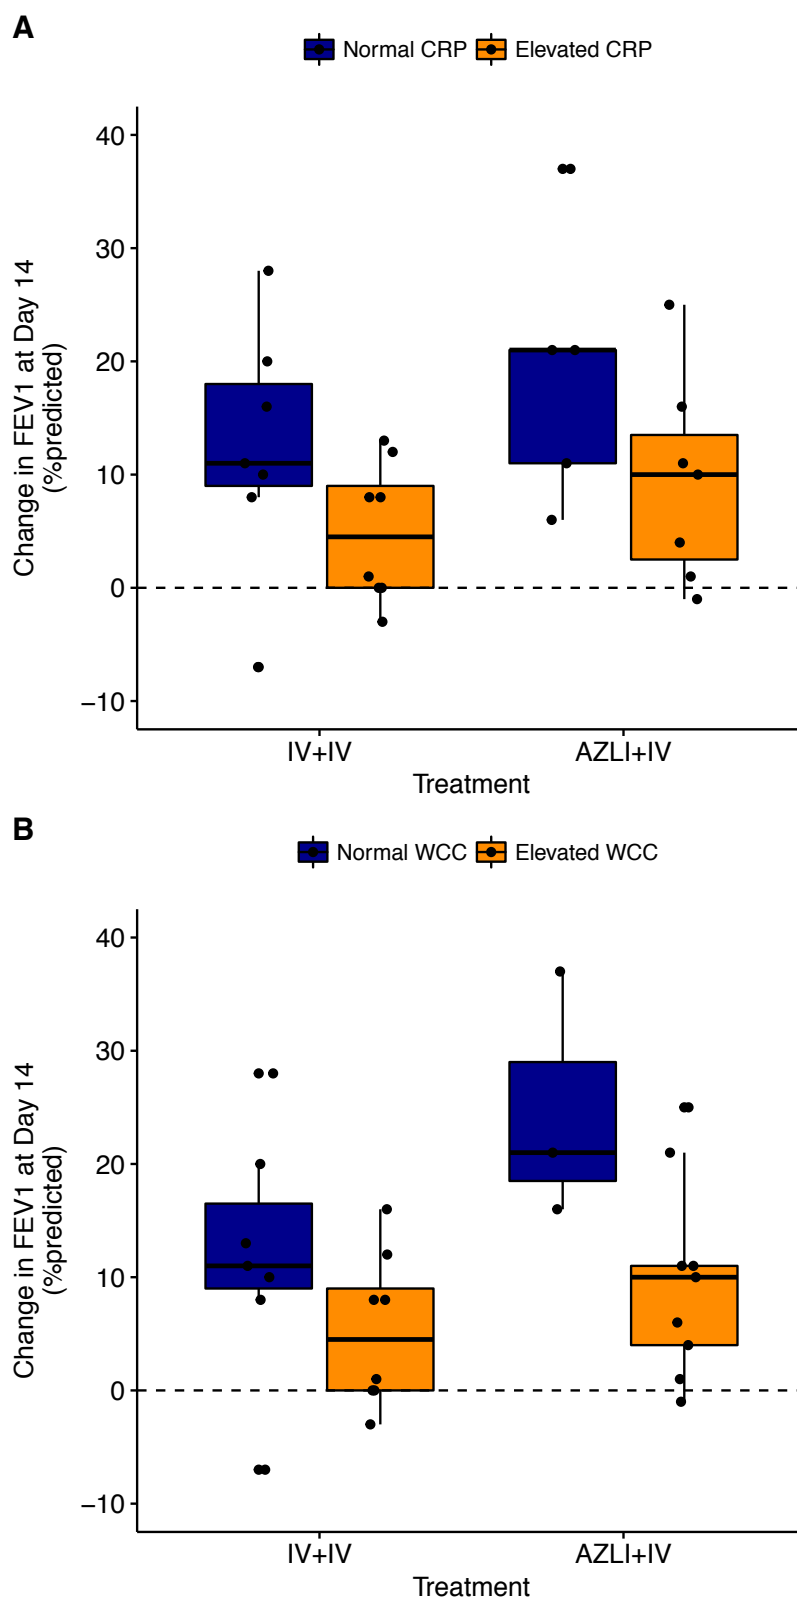 A
Normal CRP Elevated CRP
40
30
20
10
0
−10
Change in FEV1 at Day 14
(%predicted)
IV+IV AZLI+IV
Treatment
B
Normal WCC Elevated WCC
40
30
20
10
0
−10
Change in FEV1 at Day 14
(%predicted)
IV+IV AZLI+IV
Treatment